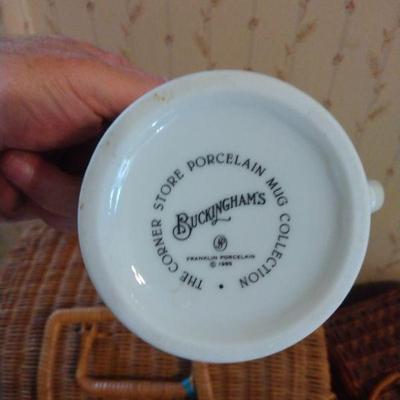 THE CORNER STORE PORCELAIN MUG COLLECTION
BUCKINGHAM'S
FRANKLIN PORCELAIN
© 1985